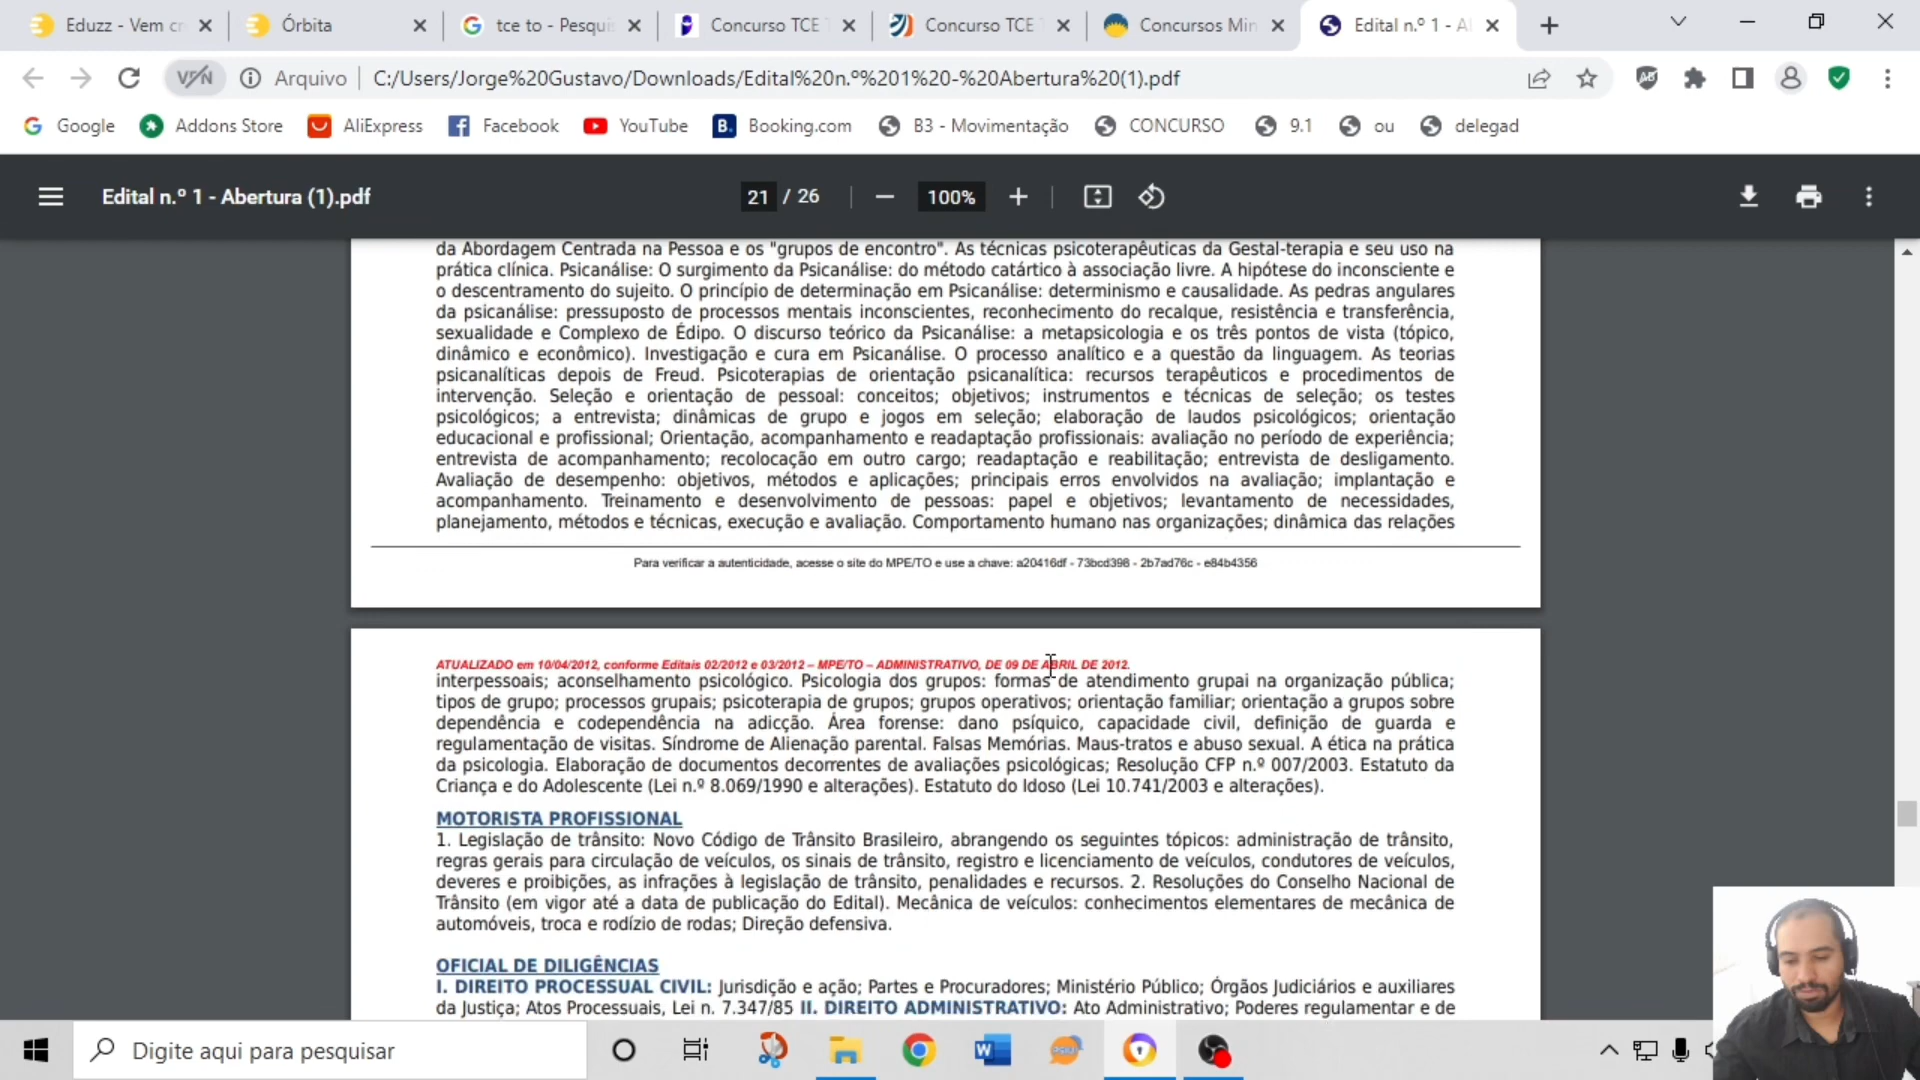 Eduzz - Vem cr
Órbita
tce to - Pesquis
Concurso TCE T
Concurso TCE T
Concursos Min
Edital n.º 1 - A
VPN
Arquivo
C:/Users/Jorge%20Gustavo/Downloads/Edital%20n.º%201%20-%20Abertura%20(1).pdf
Google
Addons Store
AliExpress
Facebook
YouTube
Booking.com
B3 - Movimentação
CONCURSO
9.1
ou
delegad
Edital n.º 1 - Abertura (1).pdf
21 / 26
100%
da Abordagem Centrada na Pessoa e os "grupos de encontro". As técnicas psicoterapêuticas da Gestal-terapia e seu uso na
prática clínica. Psicanálise: O surgimento da Psicanálise: do método catártico à associação livre. A hipótese do inconsciente e
o descentramento do sujeito. O princípio de determinação em Psicanálise: determinismo e causalidade. As pedras angulares
da psicanálise: pressuposto de processos mentais inconscientes, reconhecimento do recalque, resistência e transferência,
sexualidade e Complexo de Édipo. O discurso teórico da Psicanálise: a metapsicologia e os três pontos de vista (tópico,
dinâmico e econômico). Investigação e cura em Psicanálise. O processo analítico e a questão da linguagem. As teorias
psicanalíticas depois de Freud. Psicoterapias de orientação psicanalítica: recursos terapêuticos e procedimentos de
intervenção. Seleção e orientação de pessoal: conceitos; objetivos; instrumentos e técnicas de seleção; os testes
psicológicos; a entrevista; dinâmicas de grupo e jogos em seleção; elaboração de laudos psicológicos; orientação
educacional e profissional; Orientação, acompanhamento e readaptação profissionais: avaliação no período de experiência;
entrevista de acompanhamento; recolocação em outro cargo; readaptação e reabilitação; entrevista de desligamento.
Avaliação de desempenho: objetivos, métodos e aplicações; principais erros envolvidos na avaliação; implantação e
acompanhamento. Treinamento e desenvolvimento de pessoas: papel e objetivos; levantamento de necessidades,
planejamento, métodos e técnicas, execução e avaliação. Comportamento humano nas organizações; dinâmica das relações
Para verificar a autenticidade, acesse o site do MPE/TO e use a chave: a20416df - 73bcd398 - 2b7ad76c - e84b4356
ATUALIZADO em 10/04/2012, conforme Editais 02/2012 e 03/2012 – MPE/TO – ADMINISTRATIVO, DE 09 DE ABRIL DE 2012.
interpessoais; aconselhamento psicológico. Psicologia dos grupos: formas de atendimento grupai na organização pública;
tipos de grupo; processos grupais; psicoterapia de grupos; grupos operativos; orientação familiar; orientação a grupos sobre
dependência e codependência na adicção. Área forense: dano psíquico, capacidade civil, definição de guarda e
regulamentação de visitas. Síndrome de Alienação parental. Falsas Memórias. Maus-tratos e abuso sexual. A ética na prática
da psicologia. Elaboração de documentos decorrentes de avaliações psicológicas; Resolução CFP n.º 007/2003. Estatuto da
Criança e do Adolescente (Lei n.º 8.069/1990 e alterações). Estatuto do Idoso (Lei 10.741/2003 e alterações).
MOTORISTA PROFISSIONAL
1. Legislação de trânsito: Novo Código de Trânsito Brasileiro, abrangendo os seguintes tópicos: administração de trânsito,
regras gerais para circulação de veículos, os sinais de trânsito, registro e licenciamento de veículos, condutores de veículos,
deveres e proibições, as infrações à legislação de trânsito, penalidades e recursos. 2. Resoluções do Conselho Nacional de
Trânsito (em vigor até a data de publicação do Edital). Mecânica de veículos: conhecimentos elementares de mecânica de
automóveis, troca e rodízio de rodas; Direção defensiva.
OFICIAL DE DILIGÊNCIAS
I. DIREITO PROCESSUAL CIVIL: Jurisdição e ação; Partes e Procuradores; Ministério Público; Órgãos Judiciários e auxiliares
da Justiça; Atos Processuais, Lei n. 7.347/85 II. DIREITO ADMINISTRATIVO: Ato Administrativo; Poderes regulamentar e de
Digite aqui para pesquisar